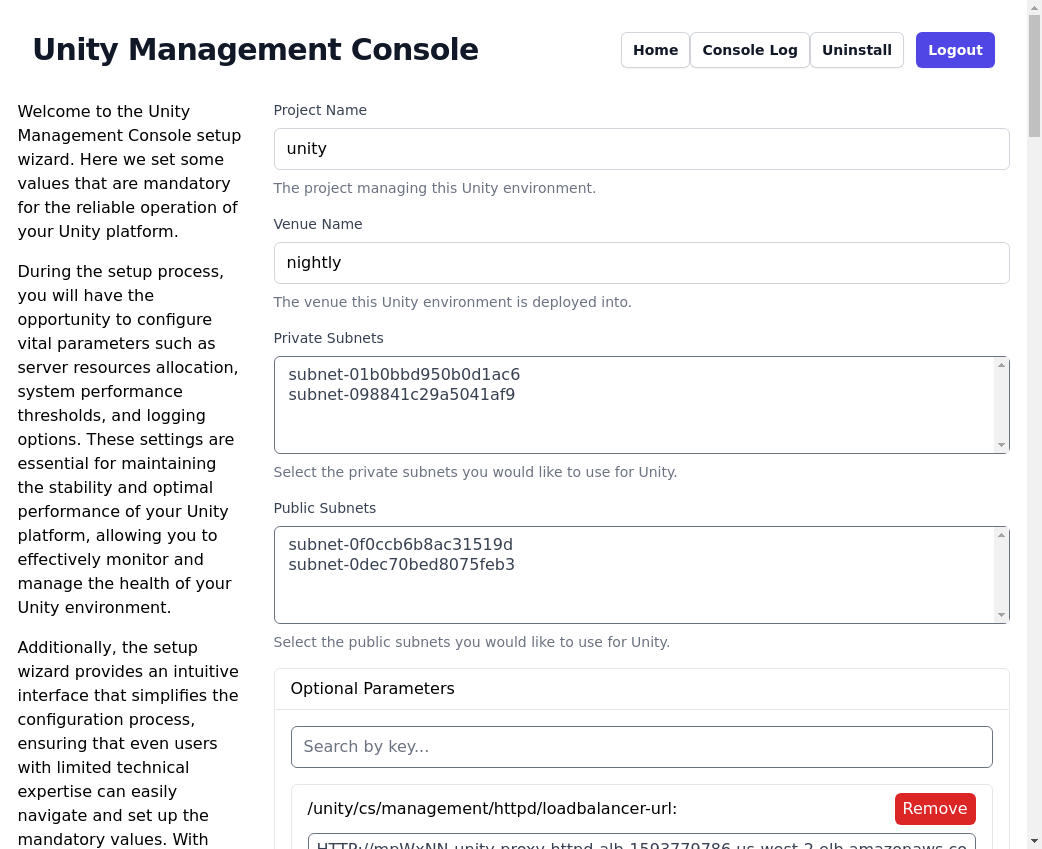 Unity Management Console
Home
Console Log
Uninstall
Logout
Welcome to the Unity
Management Console setup
wizard. Here we set some
values that are mandatory
for the reliable operation of
your Unity platform.
During the setup process,
you will have the
opportunity to configure
vital parameters such as
server resources allocation,
system performance
thresholds, and logging
options. These settings are
essential for maintaining
the stability and optimal
performance of your Unity
platform, allowing you to
effectively monitor and
manage the health of your
Unity environment.
Additionally, the setup
wizard provides an intuitive
interface that simplifies the
configuration process,
ensuring that even users
with limited technical
expertise can easily
navigate and set up the
mandatory values. With
Project Name
unity
The project managing this Unity environment.
Venue Name
nightly
The venue this Unity environment is deployed into.
Private Subnets
subnet-01b0bbd950b0d1ac6
subnet-098841c29a5041af9
Select the private subnets you would like to use for Unity.
Public Subnets
subnet-0f0ccb6b8ac31519d
subnet-0dec70bed8075feb3
Select the public subnets you would like to use for Unity.
Optional Parameters
Search by key...
/unity/cs/management/httpd/loadbalancer-url:
Remove